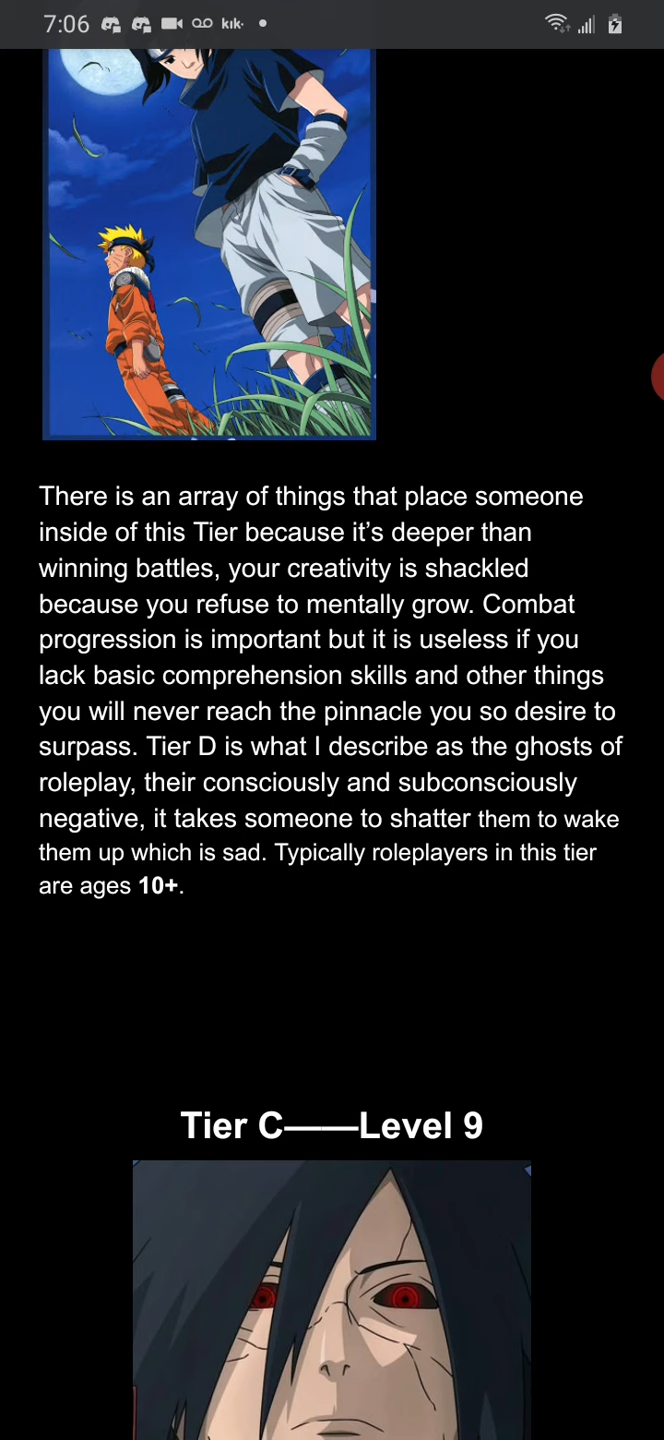 7:06 kik·
There is an array of things that place someone
inside of this Tier because it’s deeper than
winning battles, your creativity is shackled
because you refuse to mentally grow. Combat
progression is important but it is useless if you
lack basic comprehension skills and other things
you will never reach the pinnacle you so desire to
surpass. Tier D is what I describe as the ghosts of
roleplay, their consciously and subconsciously
negative, it takes someone to shatter them to wake
them up which is sad. Typically roleplayers in this tier
are ages 10+.
Tier C——Level 9